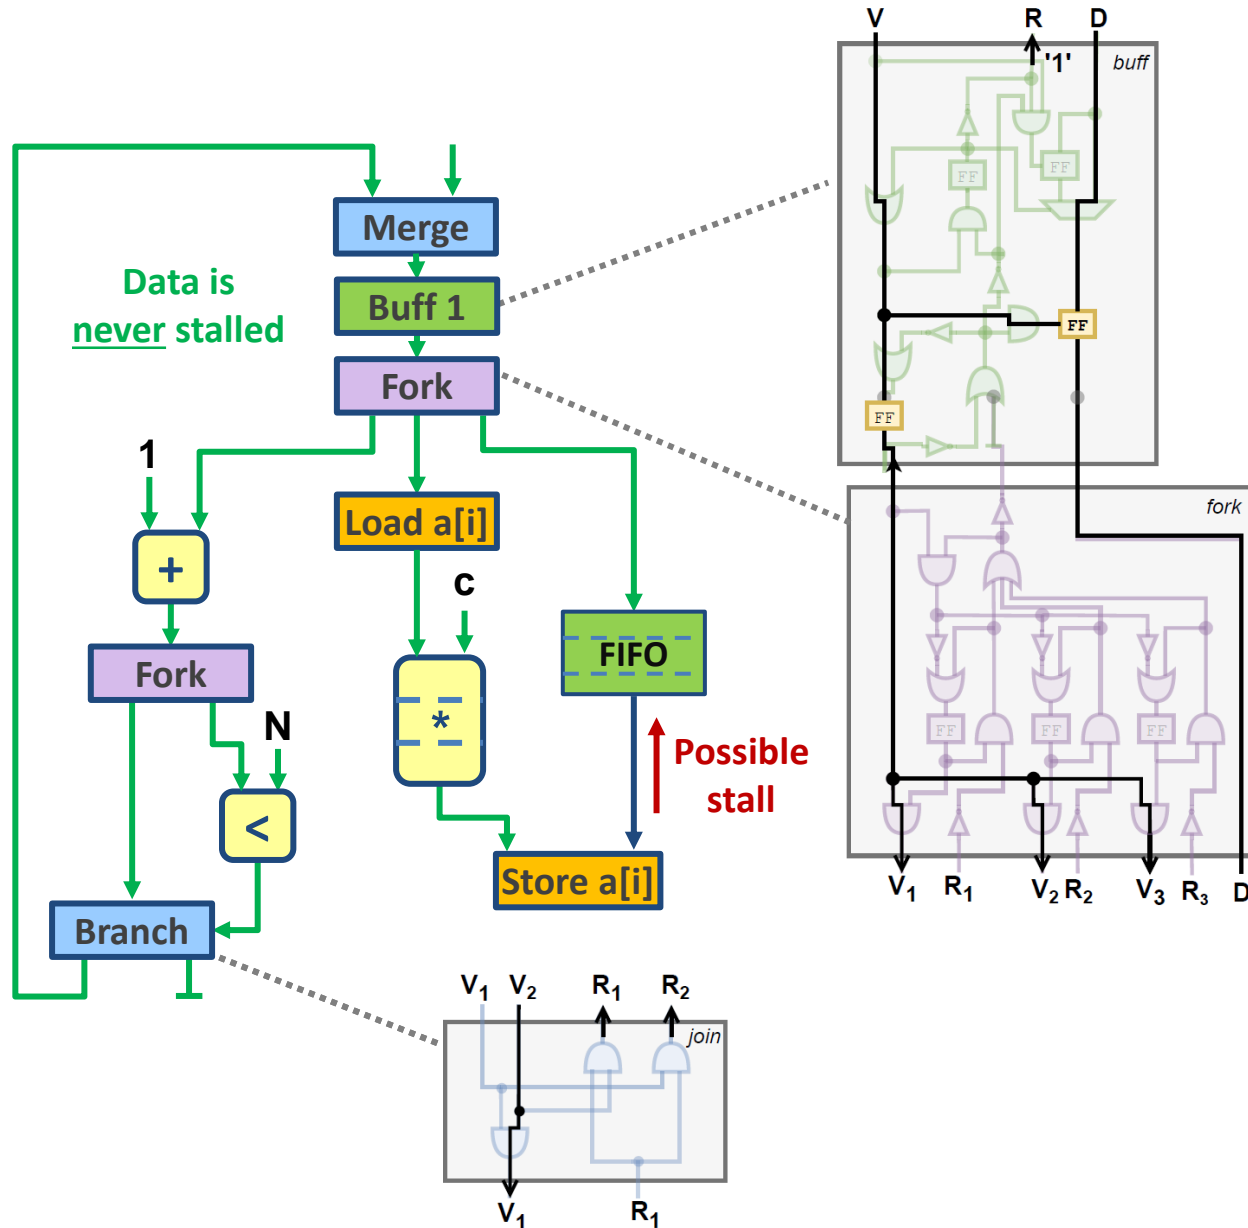 V R D
'1' buff
FF
FF
FF
FF
Merge
Data is
never stalled
Buff 1
Fork
1
Load a[i]
+
c
FIFO
Fork
*
N
Possible
stall
<
Store a[i]
Branch
fork
FF FF FF
V1 R1 V2 R2 V3 R3 D
V1 V2 R1 R2
join
V1 R1